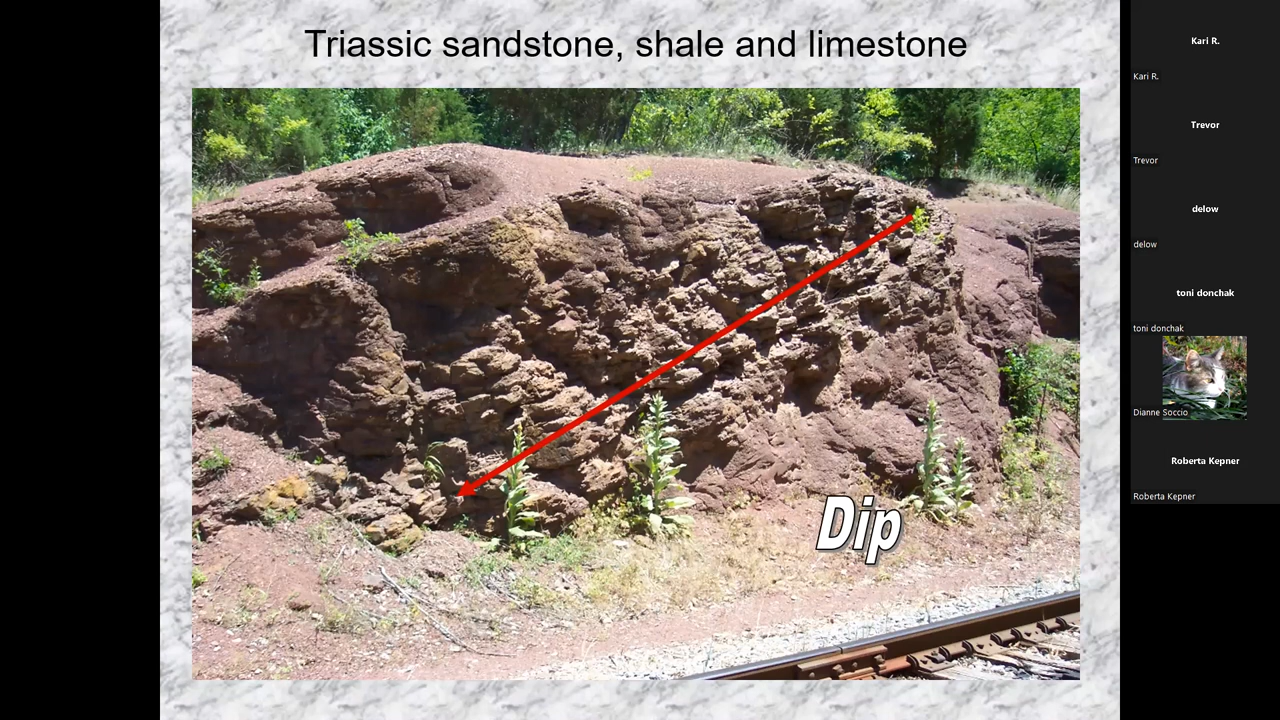 Triassic sandstone, shale and limestone
Dip
Kari R.
Kari R.
Trevor
Trevor
delow
delow
toni donchak
toni donchak
Dianne Soccio
Roberta Kepner
Roberta Kepner